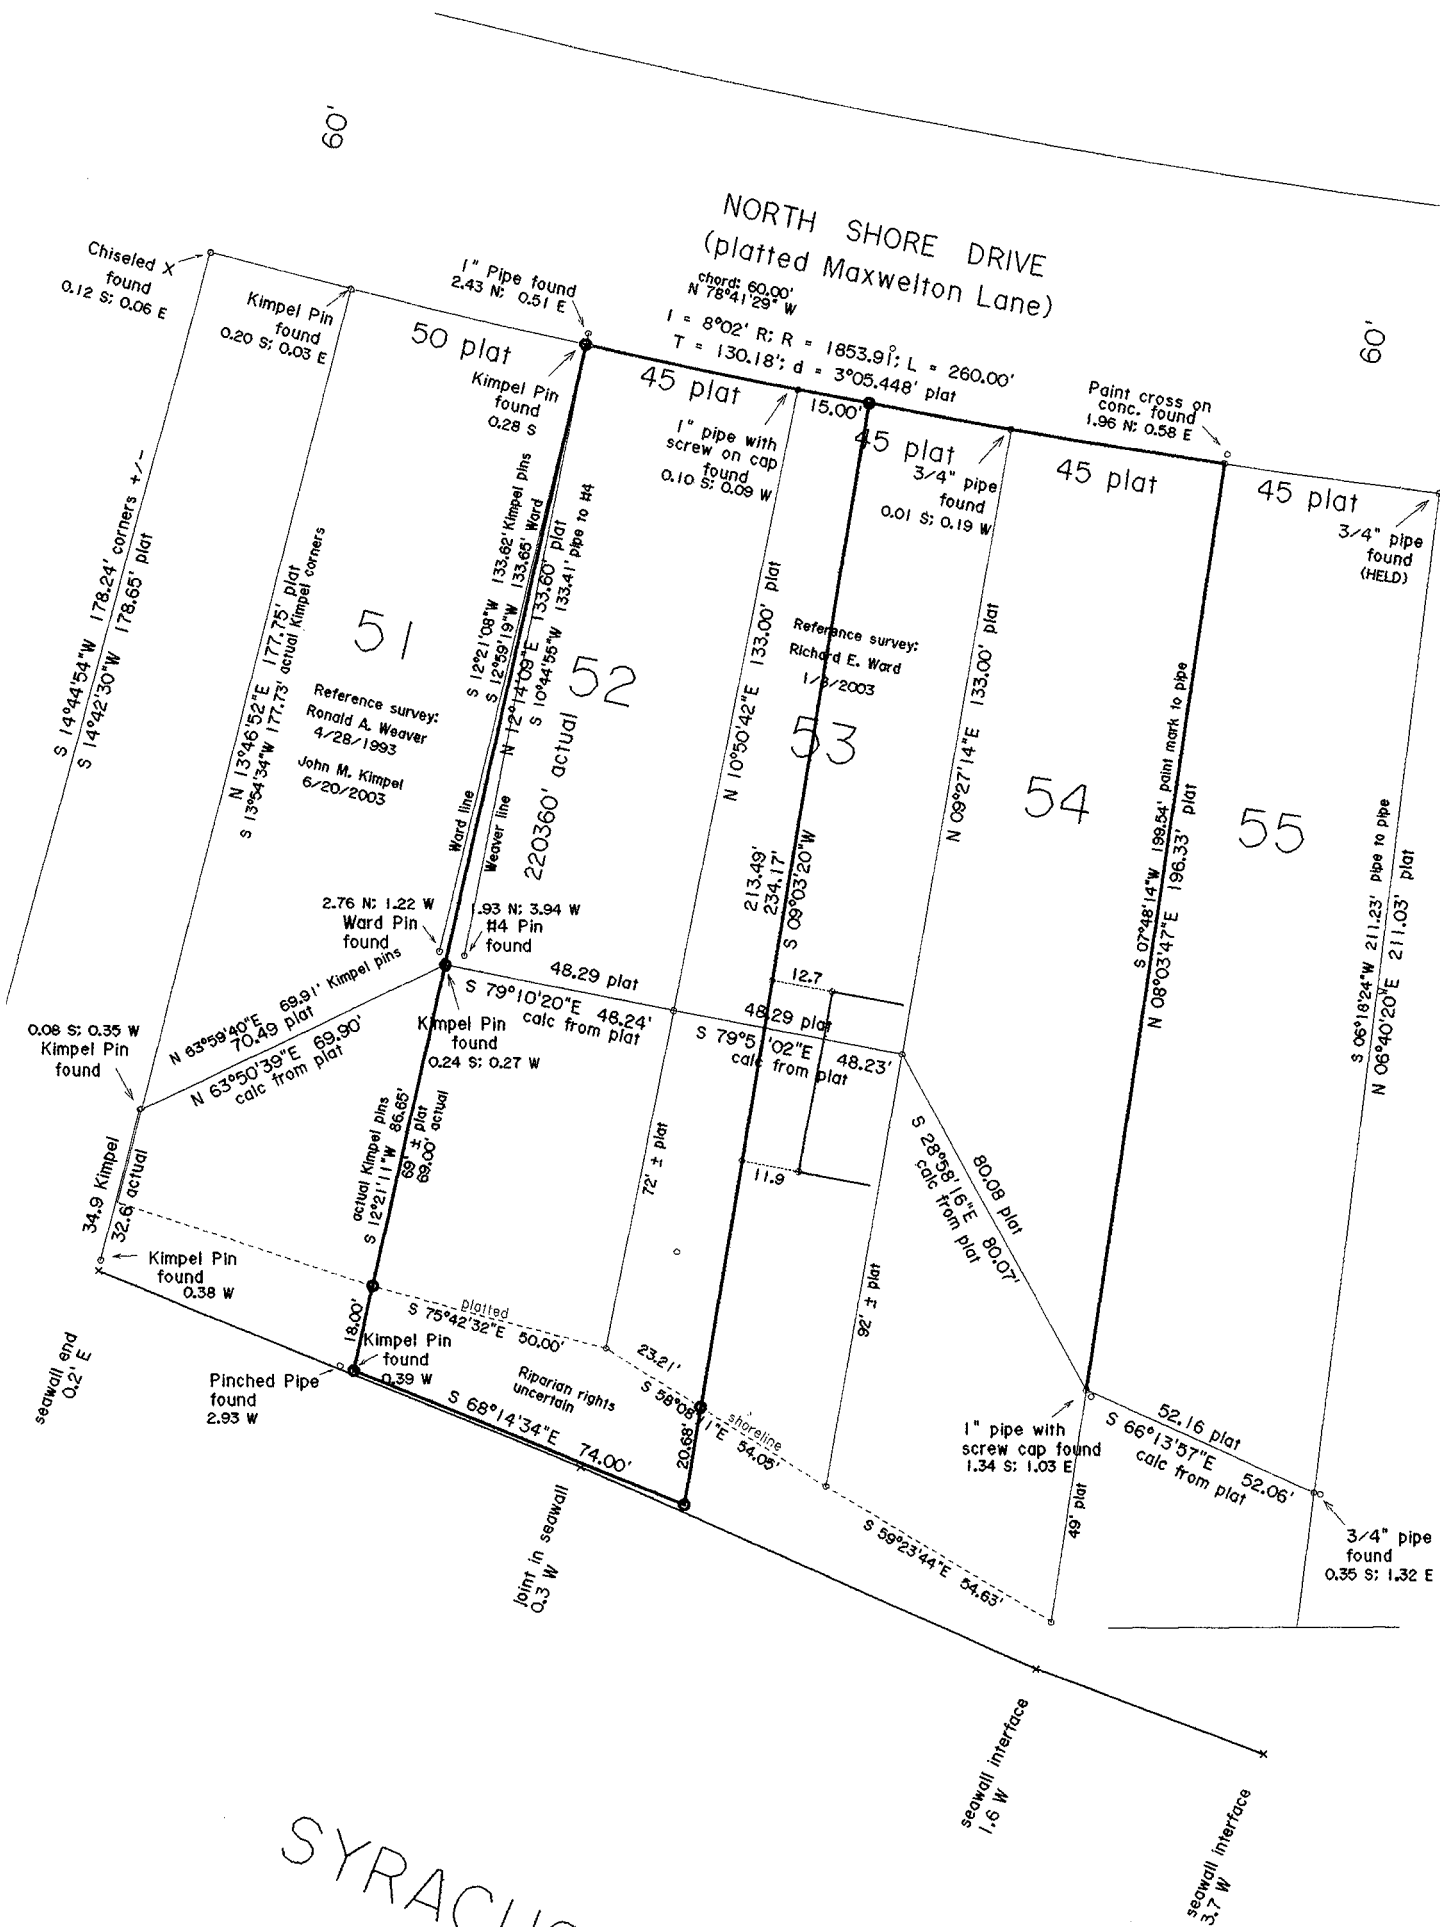 60'
NORTH SHORE DRIVE
(platted Maxwelton Lane)
60'
chord: 60.00'
N 78°41'29" W
I = 8°02' R; R = 1853.91; L = 260.00'
T = 130.18'; d = 3°05.448' plat
Chiseled X
found
0.12 S; 0.06 E
Kimpel Pin
found
0.20 S; 0.03 E
1" Pipe found
2.43 N; 0.51 E
50 plat
Kimpel Pin
found
0.28 S
45 plat
15.00'
1" pipe with
screw on cap
found
0.10 S; 0.09 W
45 plat
3/4" pipe
found
0.01 S; 0.19 W
Paint cross on
conc. found
1.96 N; 0.58 E
45 plat
45 plat
3/4" pipe
found
(HELD)
S 14°44'54"W 178.24' corners +/-
S 14°42'30"W 178.65' plat
N 13°46'52"E 177.75' plat
S 13°54'34"W 177.73' actual Kimpel corners
51
Reference survey:
Ronald A. Weaver
4/28/1993
John M. Kimpel
6/20/2003
S 12°21'08"W 133.62' Kimpel pins
S 12°59'19"W 133.65' Ward
N 12°14'09"E 133.60' plat
S 10°44'55"W 133.41' pipe to #4
52
220360' actual
Ward line
Weaver line
N 10°50'42"E 133.00' plat
Reference survey:
Richard E. Ward
1/8/2003
53
213.49'
234.17'
S 09°03'20"W
N 09°27'14"E 133.00' plat
54
S 07°48'14"W 199.54' paint mark to pipe
N 08°03'47"E 196.33' plat
55
S 06°18'24"W 211.23' pipe to pipe
N 06°40'20"E 211.03' plat
2.76 N; 1.22 W
Ward Pin
found
1.93 N; 3.94 W
#4 Pin
found
N 63°59'40"E 69.91' Kimpel pins
70.49 plat
N 63°50'39"E 69.90'
calc from plat
0.08 S; 0.35 W
Kimpel Pin
found
48.29 plat
S 79°10'20"E 48.24'
calc from plat
Kimpel Pin
found
0.24 S; 0.27 W
12.7
48.29 plat
S 79°5 '02"E 48.23'
calc from plat
11.9
actual Kimpel pins
S 12°21'11"W 86.65'
69' ± plat
69.00' actual
72' ± plat
92' ± plat
80.08 plat
S 28°58'16"E 80.07'
calc from plat
34.9 Kimpel
32.6' actual
Kimpel Pin
found
0.38 W
seawall end
0.2' E
18.00'
platted
S 75°42'32"E 50.00'
Kimpel Pin
found
0.39 W
Pinched Pipe
found
2.93 W
Riparian rights
uncertain
S 68°14'34"E 74.00'
23.21'
shoreline
S 58°08' 1"E 54.05'
20.68'
joint in seawall
0.3 W
S 59°23'44"E 54.63'
1" pipe with
screw cap found
1.34 S; 1.03 E
49' plat
52.16 plat
S 66°13'57"E 52.06'
calc from plat
3/4" pipe
found
0.35 S; 1.32 E
seawall interface
1.6 W
seawall interface
3.7 W
SYRACUS